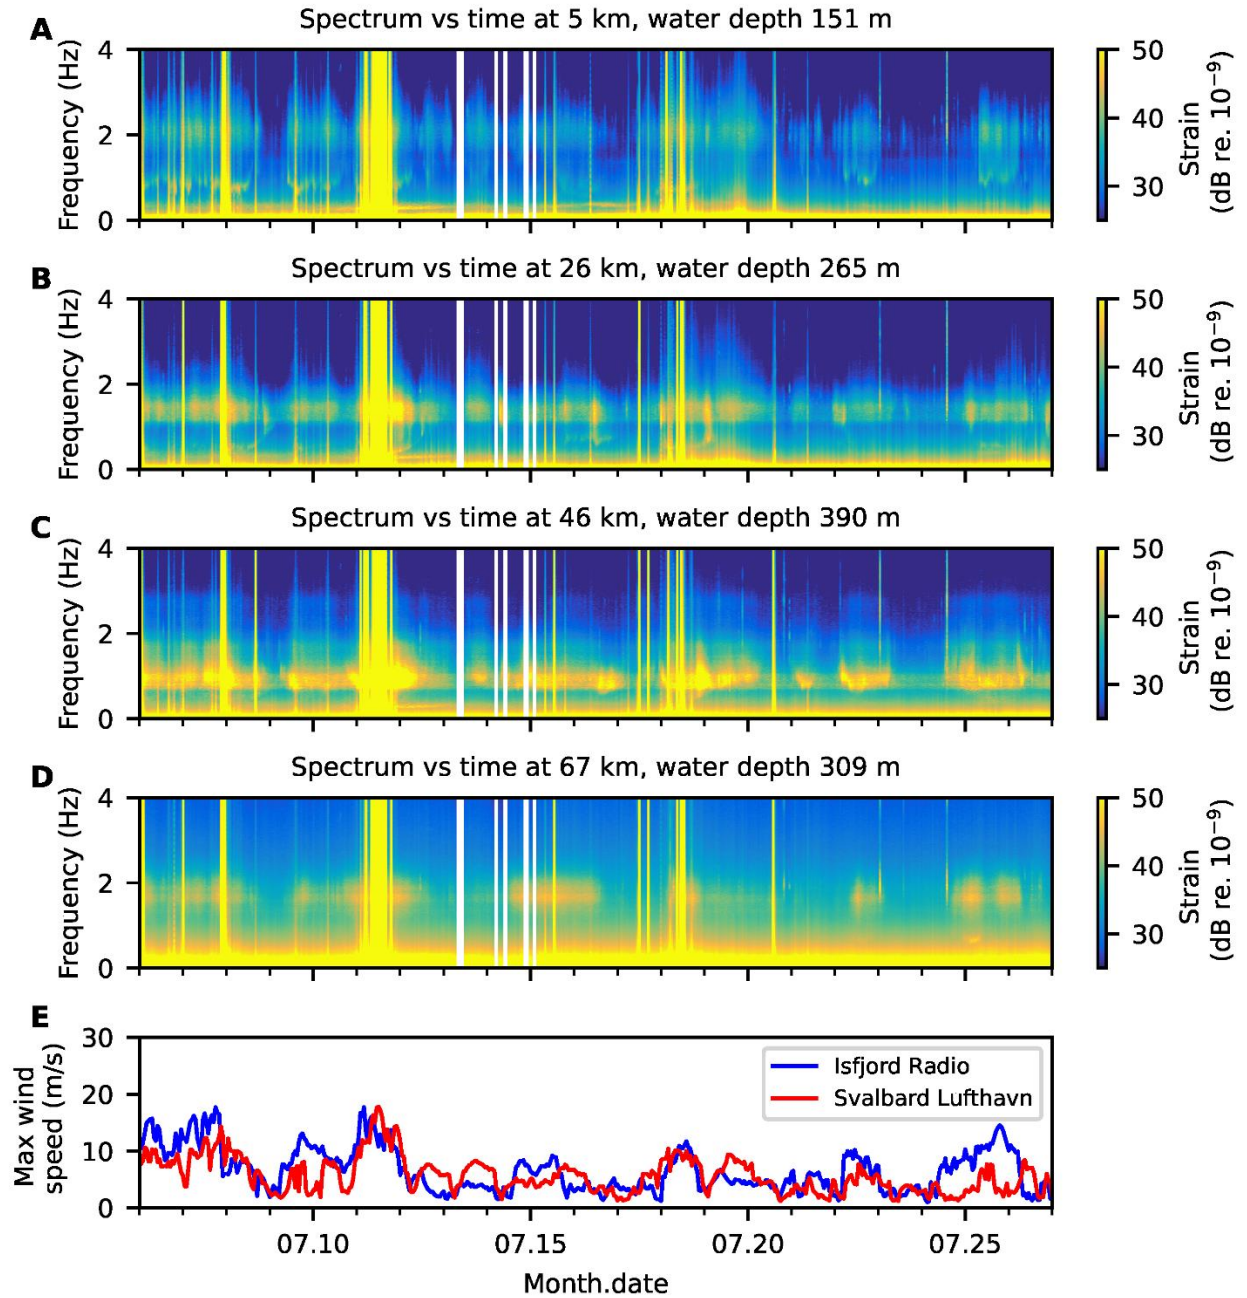 A
Spectrum vs time at 5 km, water depth 151 m
Frequency (Hz)
4
2
0
50
40
30
Strain
(dB re. 10⁻⁹)
B
Spectrum vs time at 26 km, water depth 265 m
Frequency (Hz)
4
2
0
50
40
30
Strain
(dB re. 10⁻⁹)
C
Spectrum vs time at 46 km, water depth 390 m
Frequency (Hz)
4
2
0
50
40
30
Strain
(dB re. 10⁻⁹)
D
Spectrum vs time at 67 km, water depth 309 m
Frequency (Hz)
4
2
0
50
40
30
Strain
(dB re. 10⁻⁹)
E
Max wind
speed (m/s)
30
20
10
0
Isfjord Radio
Svalbard Lufthavn
07.10 07.15 07.20 07.25
Month.date